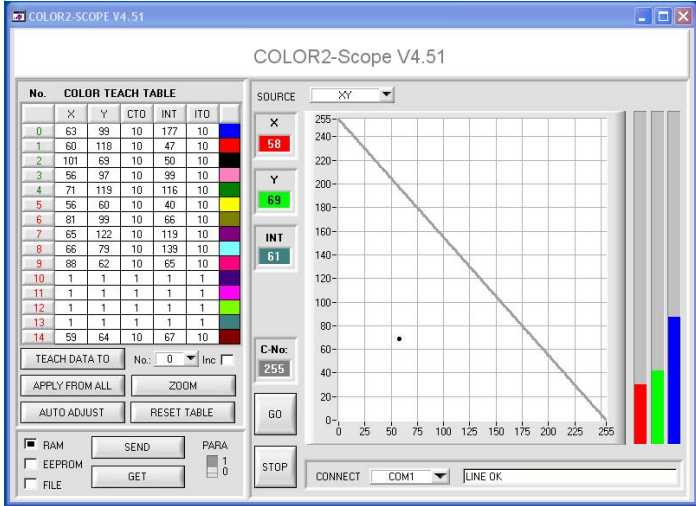 COLOR2-SCOPE V4.51
COLOR2-Scope V4.51
No. COLOR TEACH TABLE
X Y CTO INT ITO
0 63 99 10 177 10
1 60 118 10 47 10
2 101 69 10 50 10
3 56 97 10 99 10
4 71 119 10 116 10
5 56 60 10 40 10
6 81 99 10 66 10
7 65 122 10 119 10
8 66 79 10 139 10
9 88 62 10 65 10
10 1 1 1 1 1
11 1 1 1 1 1
12 1 1 1 1 1
13 1 1 1 1 1
14 59 64 10 67 10
TEACH DATA TO No.: 0 Inc
APPLY FROM ALL ZOOM
AUTO ADJUST RESET TABLE
RAM
EEPROM
FILE
SEND
GET
PARA
1
0
SOURCE XY
X
58
Y
69
INT
61
C-No:
255
GO
STOP
255
240
220
200
180
160
140
120
100
80
60
40
20
0
0 25 50 75 100 125 150 175 200 225 255
CONNECT COM1 LINE OK